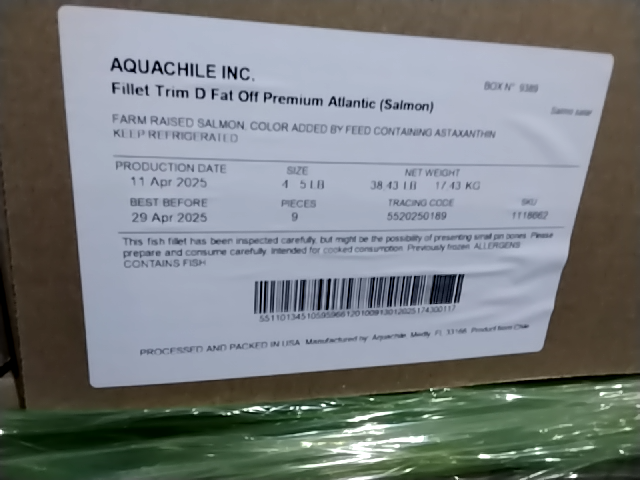 AQUACHILE INC.
BOX N° 9389
Fillet Trim D Fat Off Premium Atlantic (Salmon)
Salmo salar
FARM RAISED SALMON, COLOR ADDED BY FEED CONTAINING ASTAXANTHIN
KEEP REFRIGERATED
PRODUCTION DATE SIZE NET WEIGHT
11 Apr 2025 4 5 LB 38.43 LB 17.43 KG
BEST BEFORE PIECES TRACING CODE SKU
29 Apr 2025 9 5520250189 1118662
This fish fillet has been inspected carefully, but might be the possibility of presenting small pin bones. Please
prepare and consume carefully. Intended for cooked consumption. Previously frozen. ALLERGENS
CONTAINS FISH
PROCESSED AND PACKED IN USA. Manufactured by: Aquachile. Medly, FL, 33166. Product from Chile